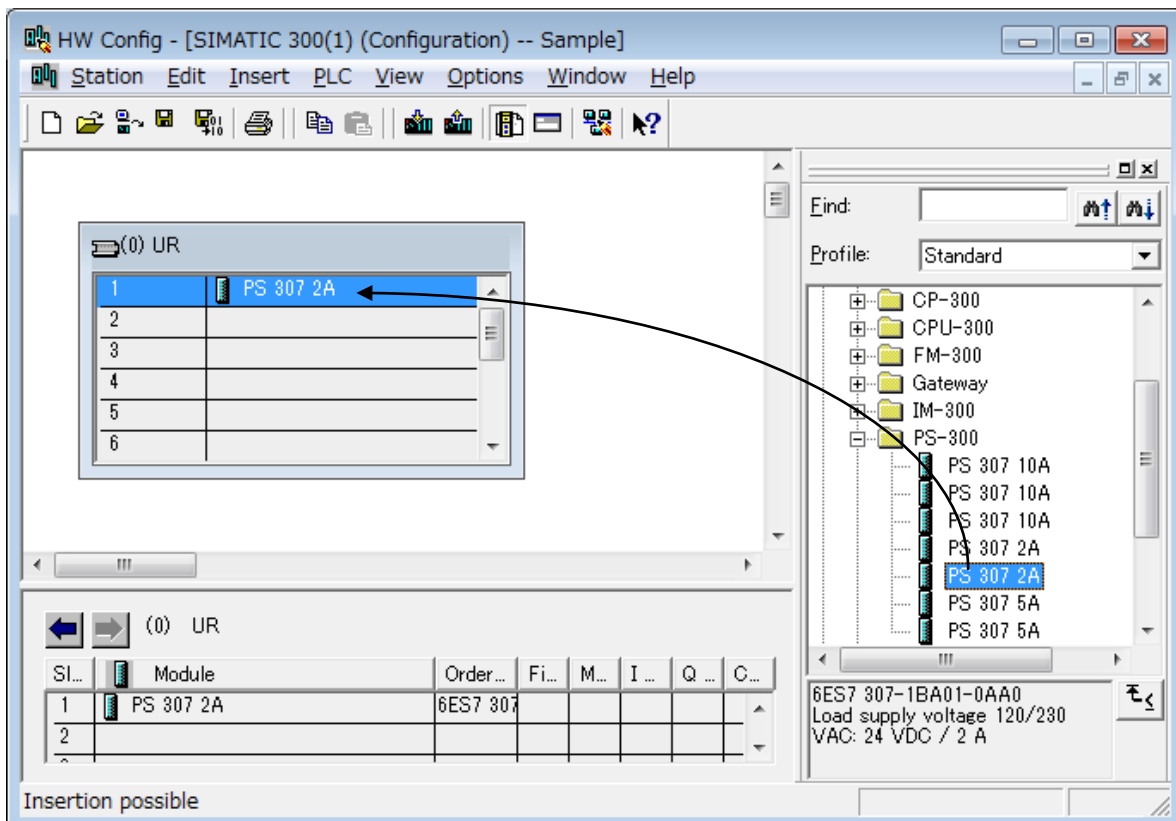 HW Config - [SIMATIC 300(1) (Configuration) -- Sample]
Station Edit Insert PLC View Options Window Help
(0) UR
1 PS 307 2A
2
3
4
5
6
Find:
Profile: Standard
CP-300
CPU-300
FM-300
Gateway
IM-300
PS-300
PS 307 10A
PS 307 10A
PS 307 10A
PS 307 2A
PS 307 2A
PS 307 5A
PS 307 5A
(0) UR
Sl... Module Order... Fi... M... I ... Q ... C...
1 PS 307 2A 6ES7 307
2
6ES7 307-1BA01-0AA0
Load supply voltage 120/230
VAC: 24 VDC / 2 A
Insertion possible